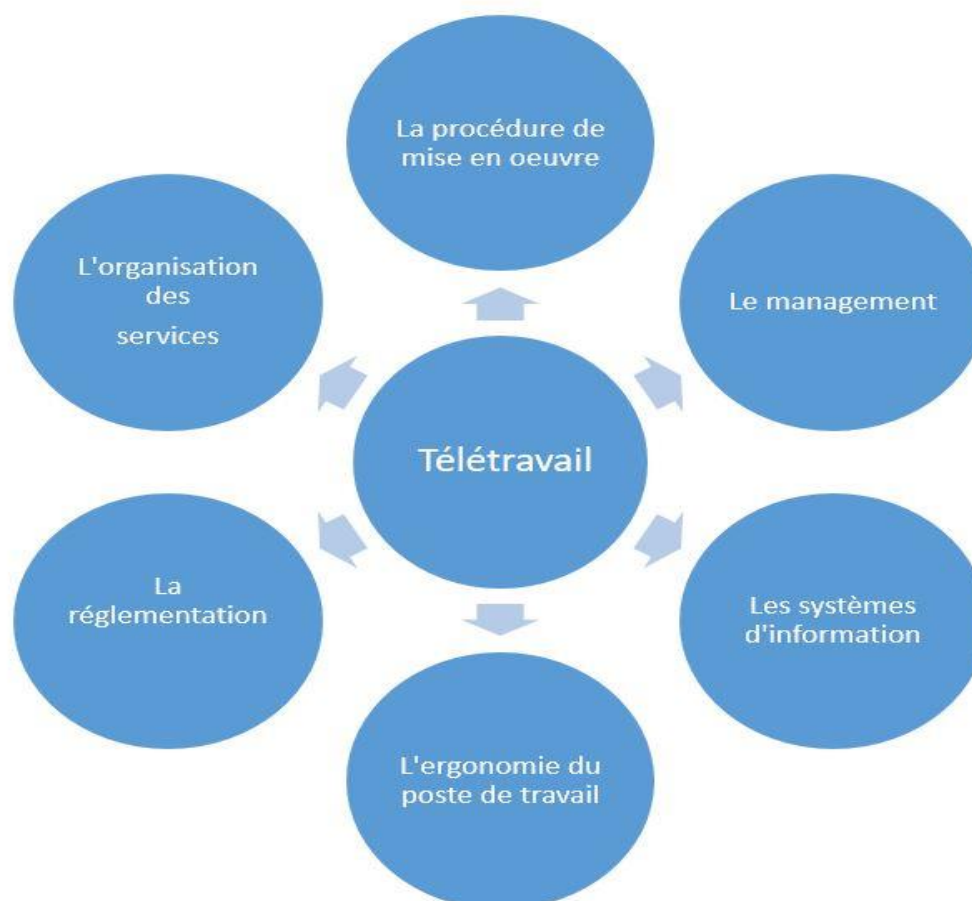 La procédure de
mise en oeuvre
L'organisation
des
services
Le management
Télétravail
La
réglementation
Les systèmes
d'information
L'ergonomie du
poste de travail